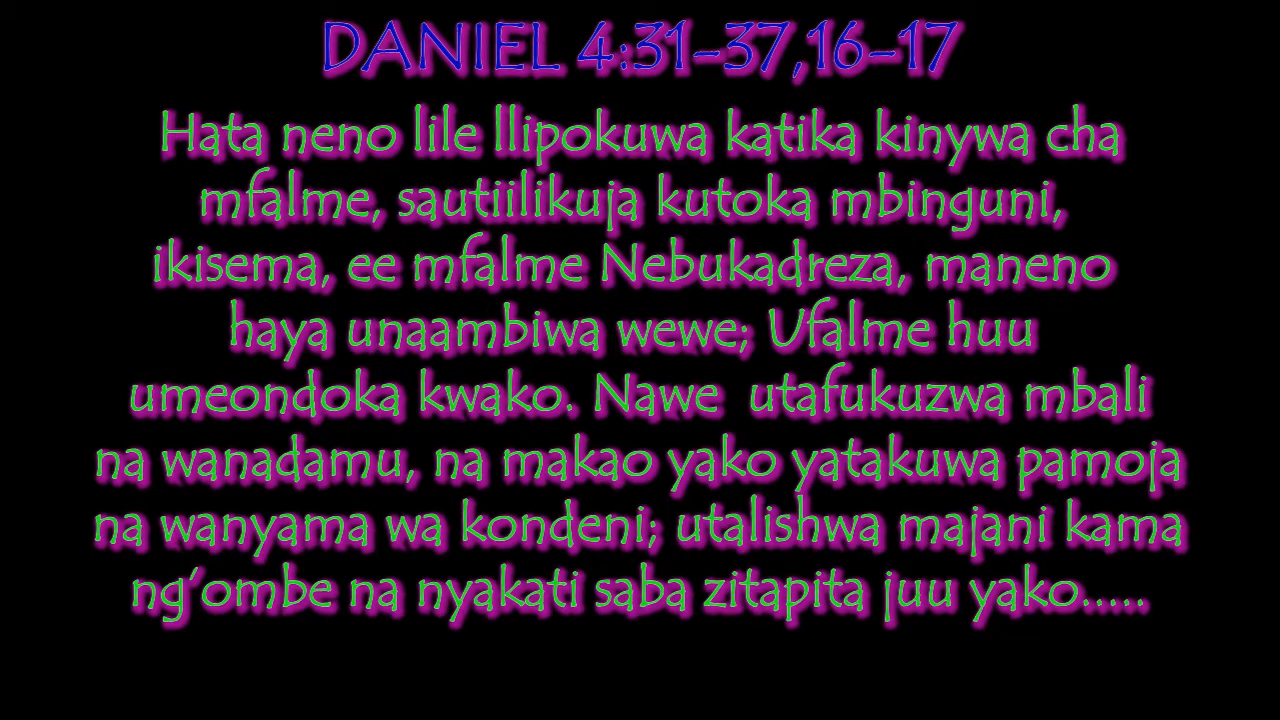 DANIEL 4:31-37,16-17
Hata neno lile llipokuwa katika kinywa cha
mfalme, sautiilikuja kutoka mbinguni,
ikisema, ee mfalme Nebukadreza, maneno
haya unaambiwa wewe; Ufalme huu
umeondoka kwako. Nawe utafukuzwa mbali
na wanadamu, na makao yako yatakuwa pamoja
na wanyama wa kondeni; utalishwa majani kama
ng'ombe na nyakati saba zitapita juu yako.....